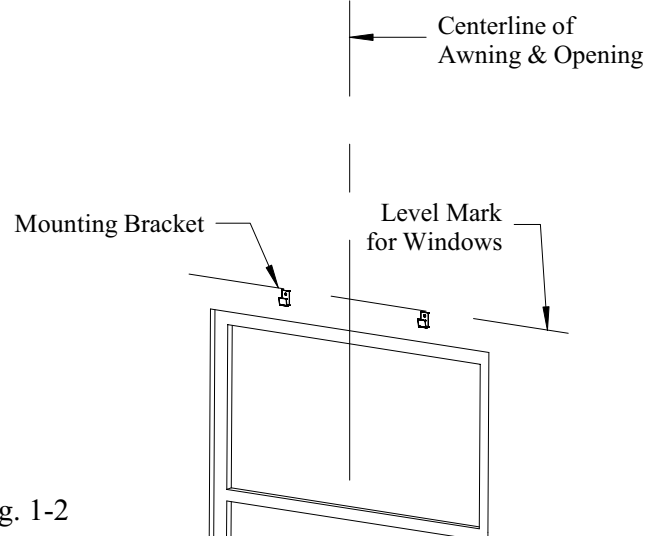 Centerline of
Awning & Opening
Mounting Bracket
Level Mark
for Windows
g. 1-2